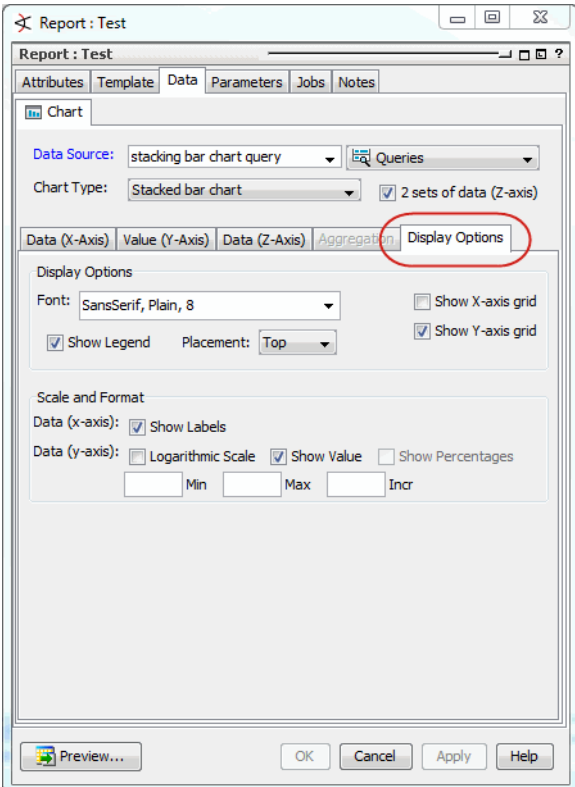 Report : Test
Report : Test ?
Attributes Template Data Parameters Jobs Notes
Chart
Data Source: stacking bar chart query Queries
Chart Type: Stacked bar chart 2 sets of data (Z-axis)
Data (X-Axis) Value (Y-Axis) Data (Z-Axis) Aggregation Display Options
Display Options
Font: SansSerif, Plain, 8 Show X-axis grid
Show Legend Placement: Top Show Y-axis grid
Scale and Format
Data (x-axis): Show Labels
Data (y-axis): Logarithmic Scale Show Value Show Percentages
Min Max Incr
Preview... OK Cancel Apply Help